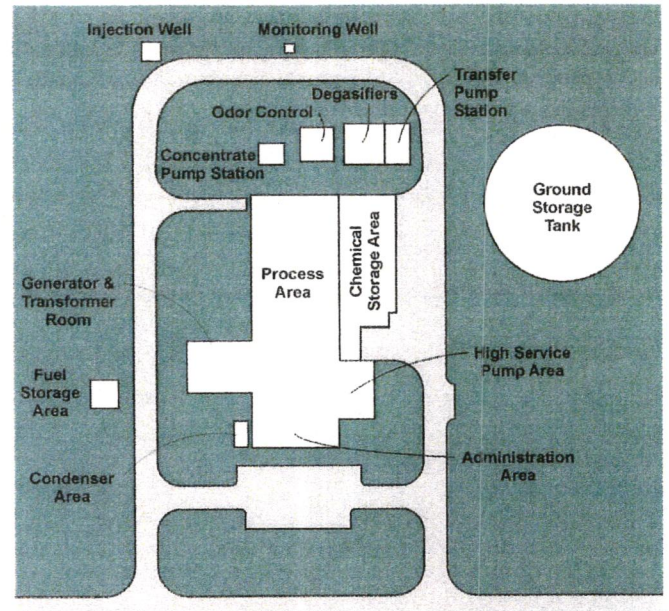 Injection Well
Monitoring Well
Transfer
Pump
Station
Degasifiers
Odor Control
Concentrate
Pump Station
Ground
Storage
Tank
Process
Area
Chemical
Storage Area
Generator &
Transformer
Room
High Service
Pump Area
Fuel
Storage
Area
Administration
Area
Condenser
Area